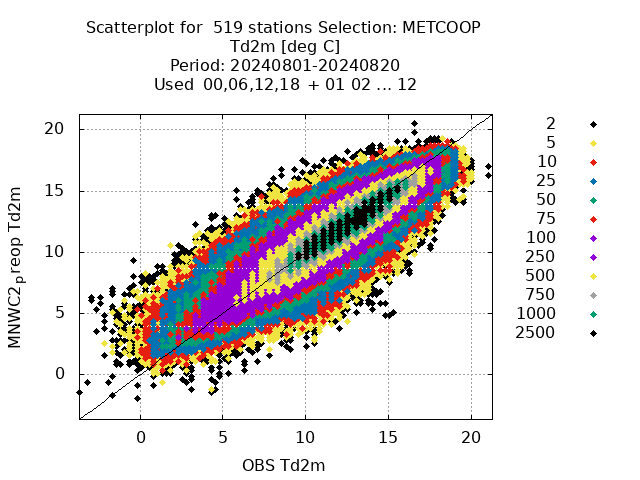 Scatterplot for 519 stations Selection: METCOOP
Td2m [deg C]
Period: 20240801-20240820
Used 00,06,12,18 + 01 02 ... 12
20
15
10
5
0
MNWC2preop Td2m
0 5 10 15 20
OBS Td2m
2
5
10
25
50
75
100
250
500
750
1000
2500